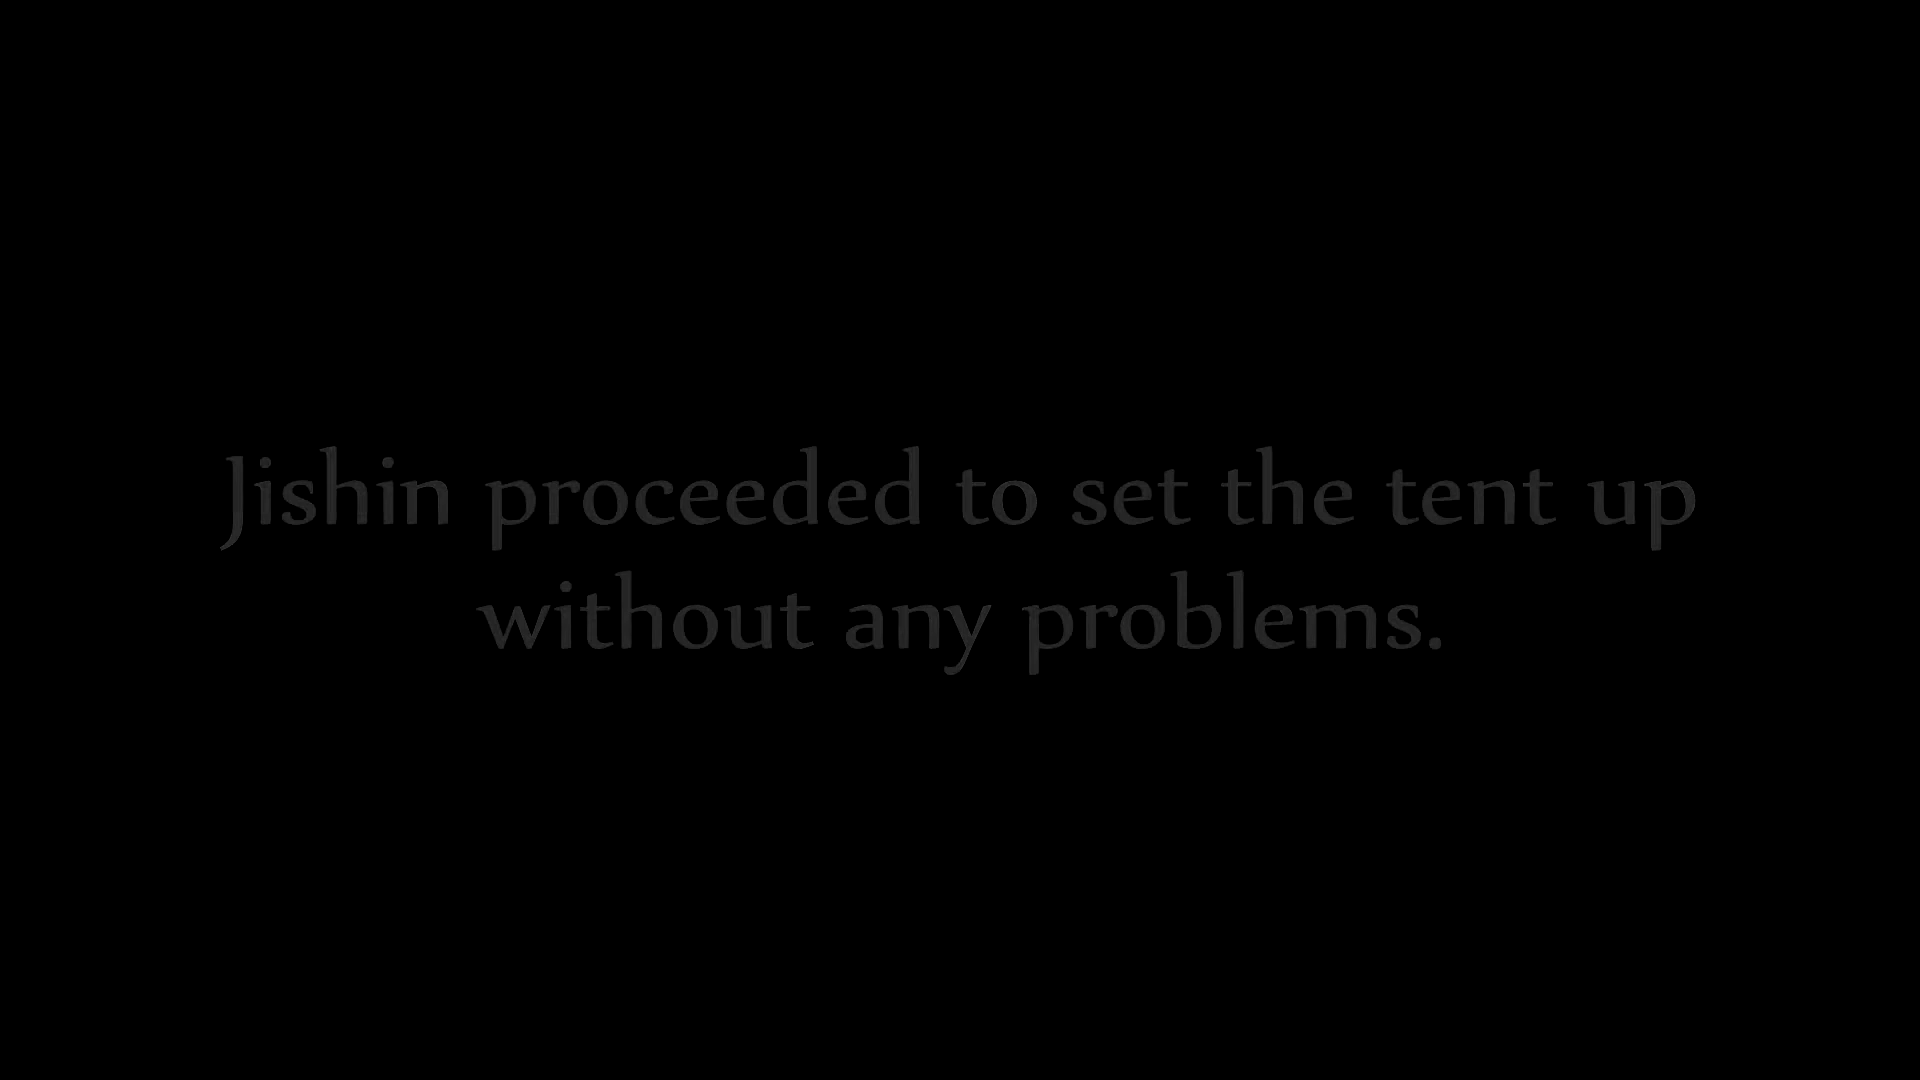 Jishin proceeded to set the tent up
without any problems.